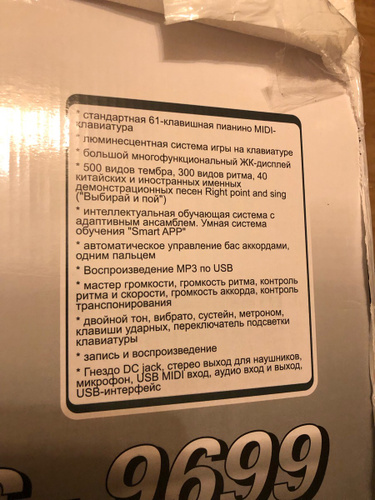 * стандартная 61-клавишная пианино MIDI-
клавиатура
* люминесцентная система игры на клавиатуре
* большой многофункциональный ЖК-дисплей
* 500 видов тембра, 300 видов ритма, 40
китайских и иностранных именных
демонстрационных песен Right point and sing
("Выбирай и пой")
* интеллектуальная обучающая система с
адаптивным ансамблем. Умная система
обучения "Smart APP"
* автоматическое управление бас аккордами,
одним пальцем
* Воспроизведение MP3 по USB
* мастер громкости, громкость ритма, контроль
ритма и скорости, громкость аккорда, контроль
транспонирования
* двойной тон, вибрато, сустейн, метроном,
клавиши ударных, переключатель подсветки
клавиатуры
* запись и воспроизведение
* Гнездо DC jack, стерео выход для наушников,
микрофон, USB MIDI вход, аудио вход и выход,
USB-интерфейс
9699